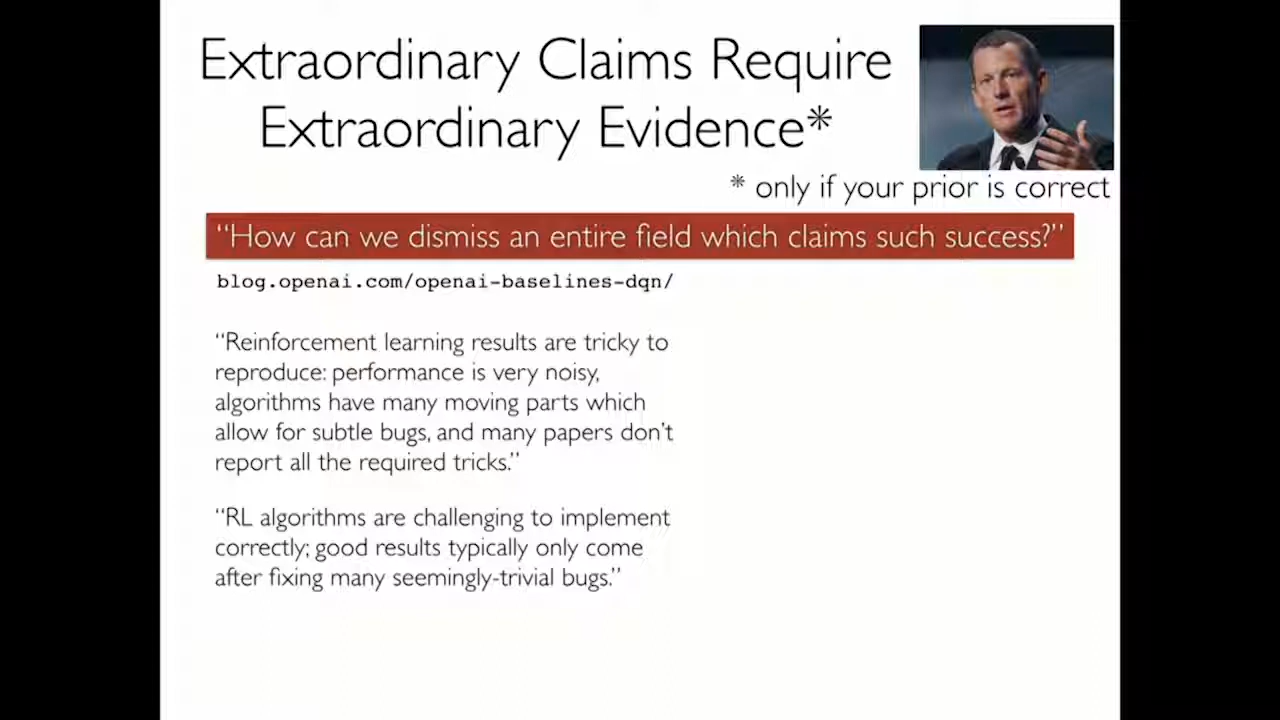 Extraordinary Claims Require
Extraordinary Evidence*
* only if your prior is correct
“How can we dismiss an entire field which claims such success?”
blog.openai.com/openai-baselines-dqn/
“Reinforcement learning results are tricky to
reproduce: performance is very noisy,
algorithms have many moving parts which
allow for subtle bugs, and many papers don’t
report all the required tricks.”
“RL algorithms are challenging to implement
correctly; good results typically only come
after fixing many seemingly-trivial bugs.”